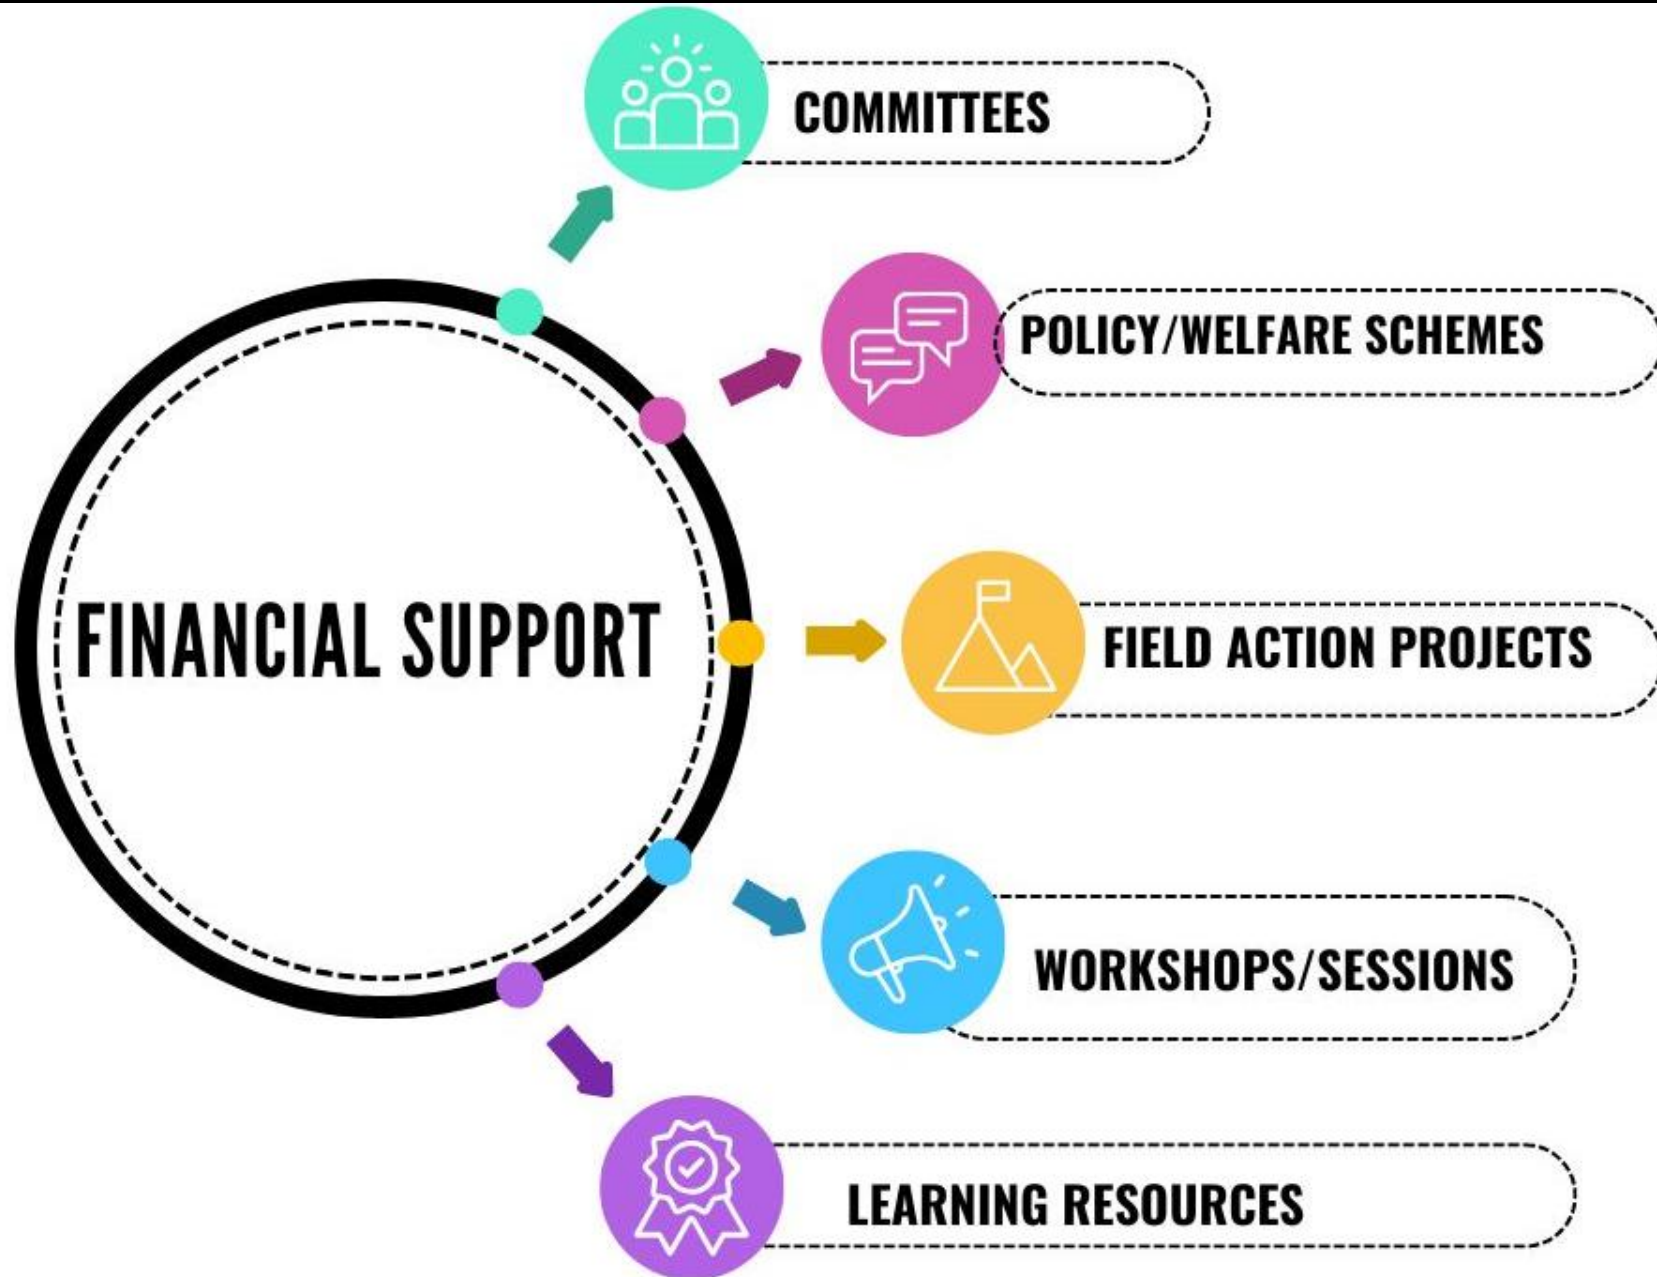 COMMITTEES
POLICY/WELFARE SCHEMES
FINANCIAL SUPPORT
FIELD ACTION PROJECTS
WORKSHOPS/SESSIONS
LEARNING RESOURCES